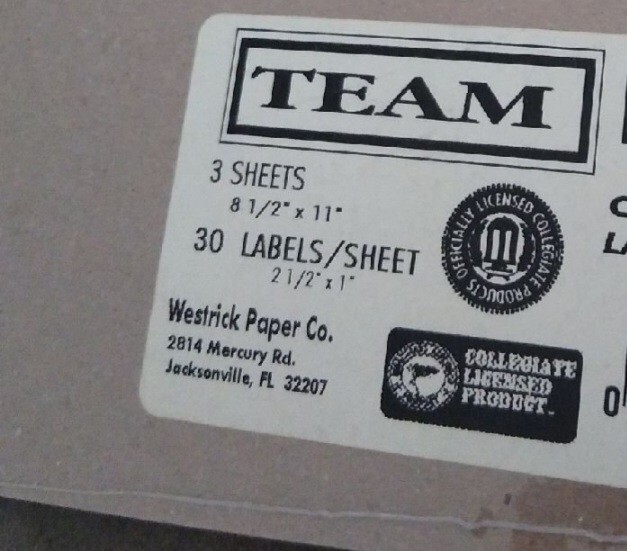 TEAM
3 SHEETS
8 1/2" x 11"
30 LABELS/SHEET
2 1/2" x 1"
Westrick Paper Co.
2814 Mercury Rd.
Jacksonville, FL 32207
OFFICIALLY LICENSED COLLEGIATE PRODUCTS
COLLEGIATE
LICENSED
PRODUCT
0